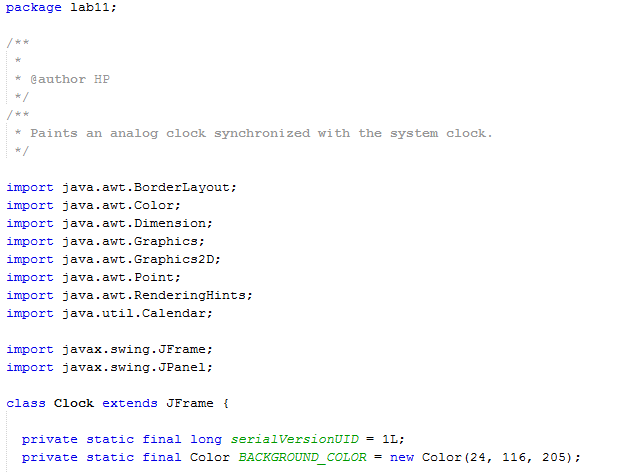 package lab11;
/**
 *
 * @author HP
 */
/**
 * Paints an analog clock synchronized with the system clock.
 */
import java.awt.BorderLayout;
import java.awt.Color;
import java.awt.Dimension;
import java.awt.Graphics;
import java.awt.Graphics2D;
import java.awt.Point;
import java.awt.RenderingHints;
import java.util.Calendar;
import javax.swing.JFrame;
import javax.swing.JPanel;
class Clock extends JFrame {
  private static final long serialVersionUID = 1L;
  private static final Color BACKGROUND_COLOR = new Color(24, 116, 205);